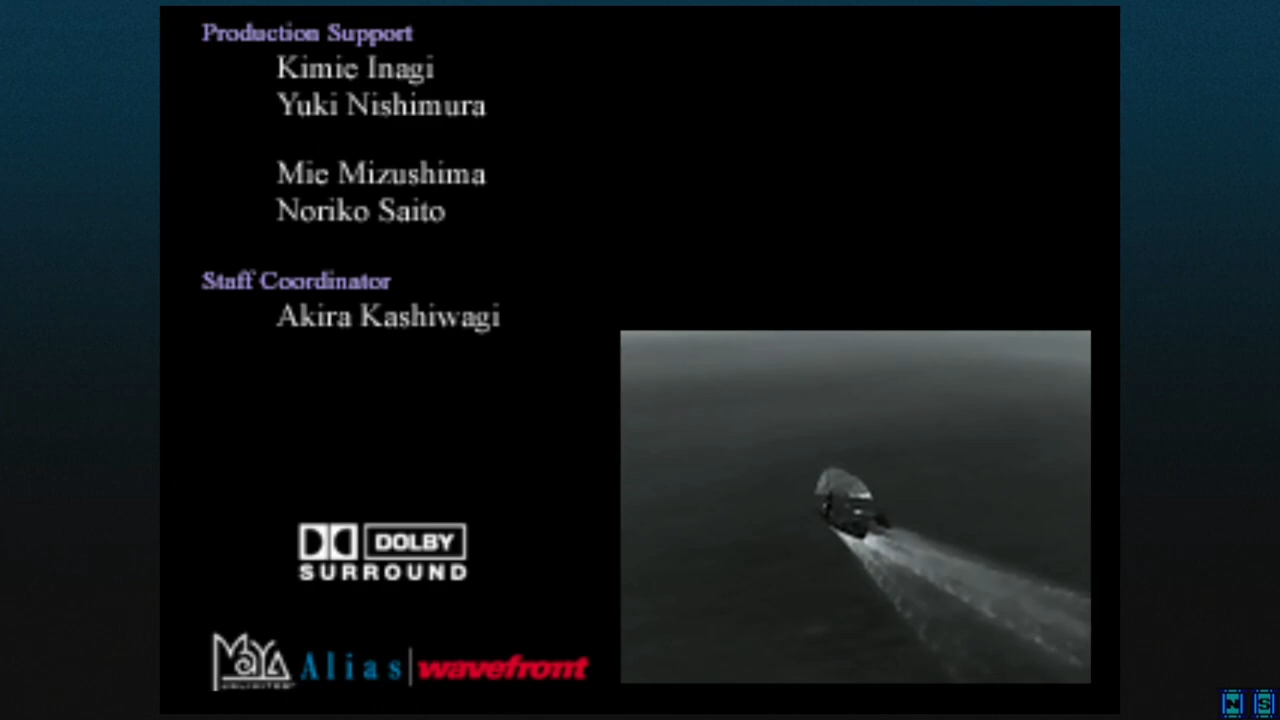 Production Support
Kimie Inagi
Yuki Nishimura
Mie Mizushima
Noriko Saito
Staff Coordinator
Akira Kashiwagi
DOLBY
SURROUND
MAYA
UNLIMITED
Alias|wavefront
N S